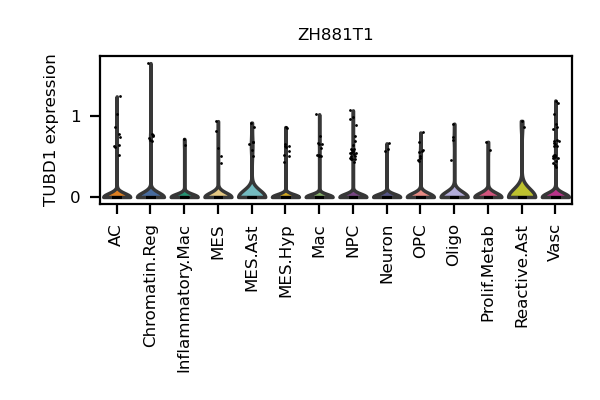 ZH881T1
TUBD1 expression
1
0
AC
Chromatin.Reg
Inflammatory.Mac
MES
MES.Ast
MES.Hyp
Mac
NPC
Neuron
OPC
Oligo
Prolif.Metab
Reactive.Ast
Vasc